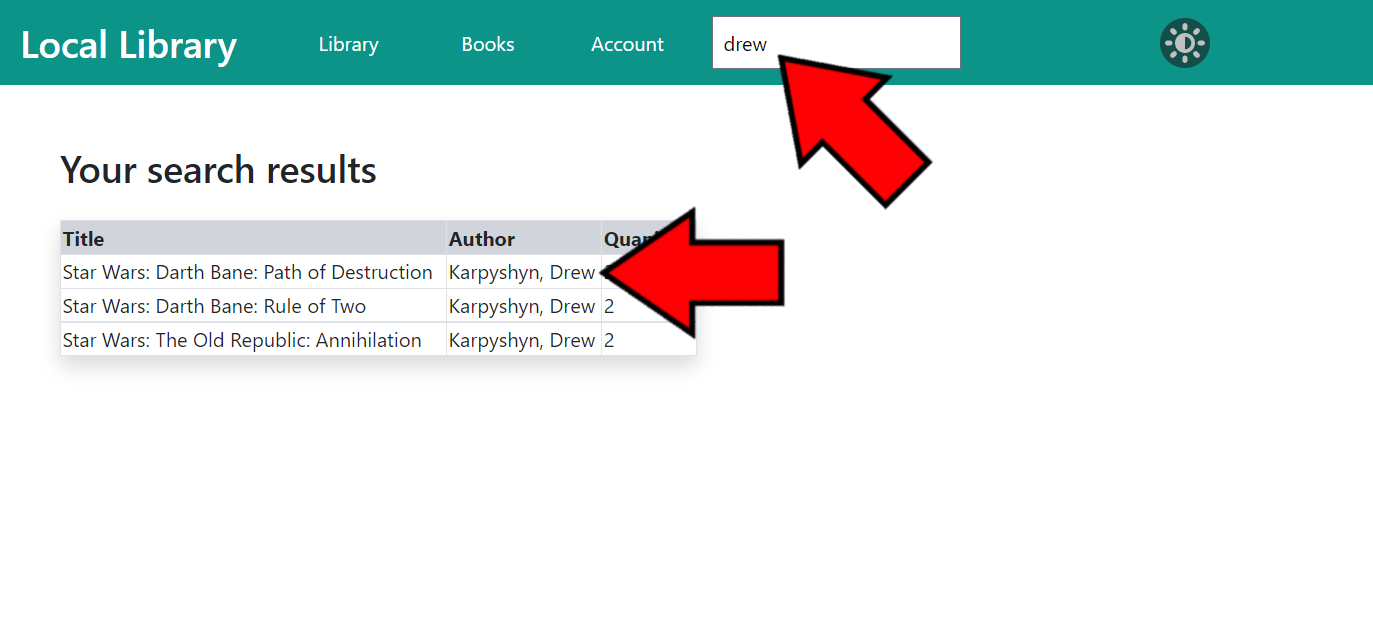 Local Library Library Books Account drew
Your search results
Title Author
Star Wars: Darth Bane: Path of Destruction Karpyshyn, Drew
Star Wars: Darth Bane: Rule of Two Karpyshyn, Drew 2
Star Wars: The Old Republic: Annihilation Karpyshyn, Drew 2